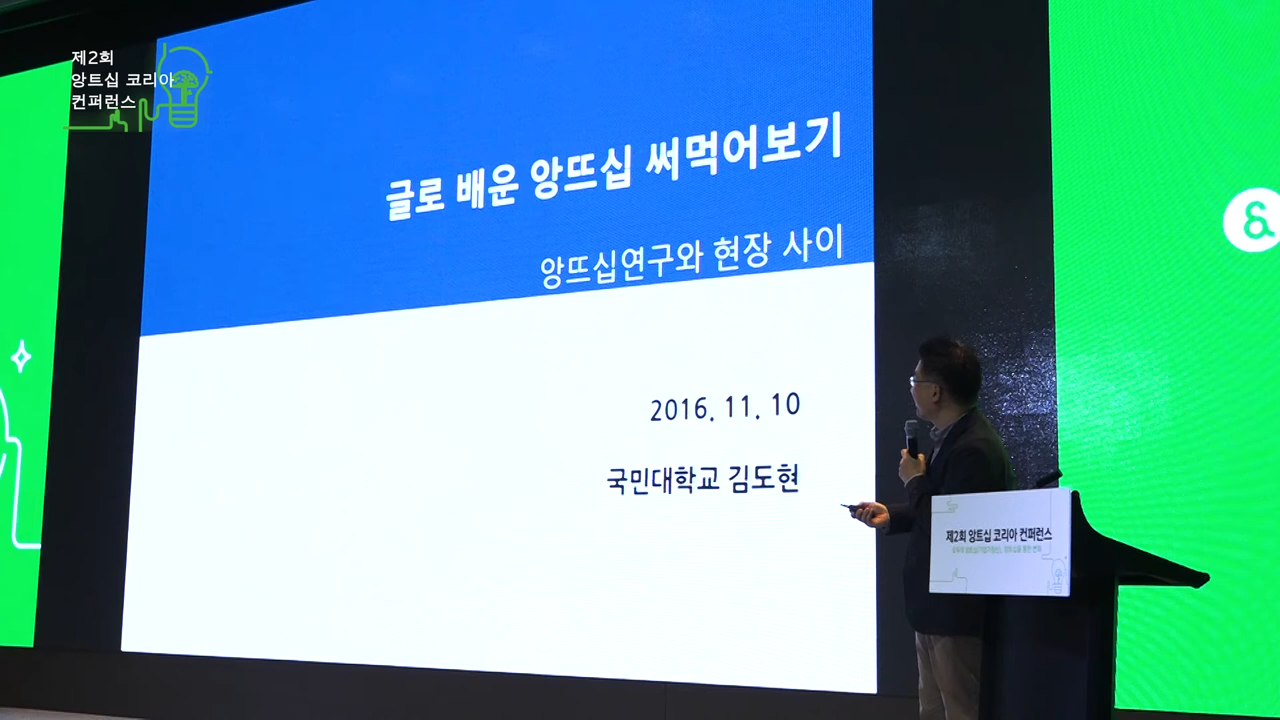 제2회
앙트십 코리아
컨퍼런스
글로 배운 앙뜨십 써먹어보기
앙뜨십연구와 현장 사이
2016. 11. 10
국민대학교 김도현
&
제2회 앙트십 코리아 컨퍼런스